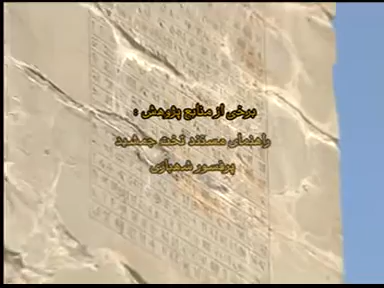 برخی از منابع پژوهش :
راهنمای مستند تخت جمشید
پرفسور شهبازی